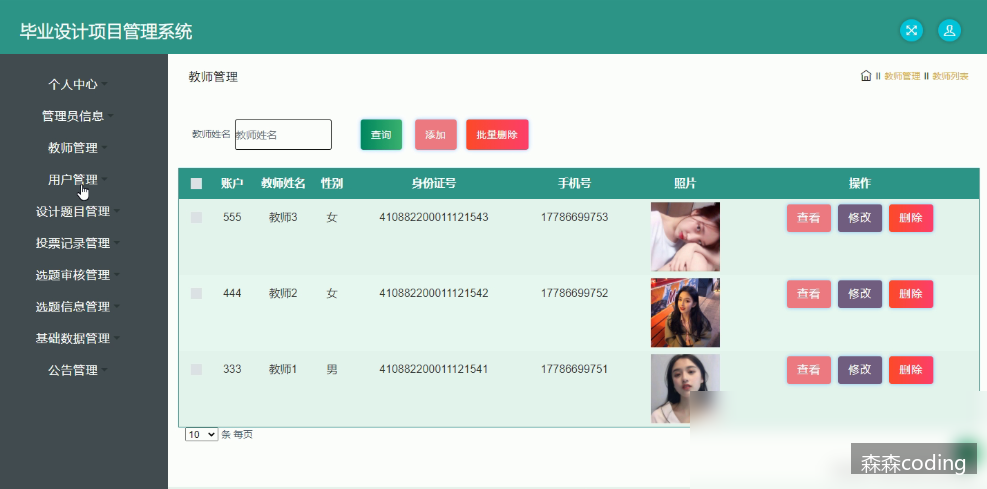 毕业设计项目管理系统
个人中心
管理员信息
教师管理
用户管理
设计题目管理
投票记录管理
选题审核管理
选题信息管理
基础数据管理
公告管理
教师管理
教师管理 教师列表
教师姓名 教师姓名 查询 添加 批量删除
账户 教师姓名 性别 身份证号 手机号 照片 操作
555 教师3 女 410882200011121543 17786699753 查看 修改 删除
444 教师2 女 410882200011121542 17786699752 查看 修改 删除
333 教师1 男 410882200011121541 17786699751 查看 修改 删除
10 条 每页
森森coding